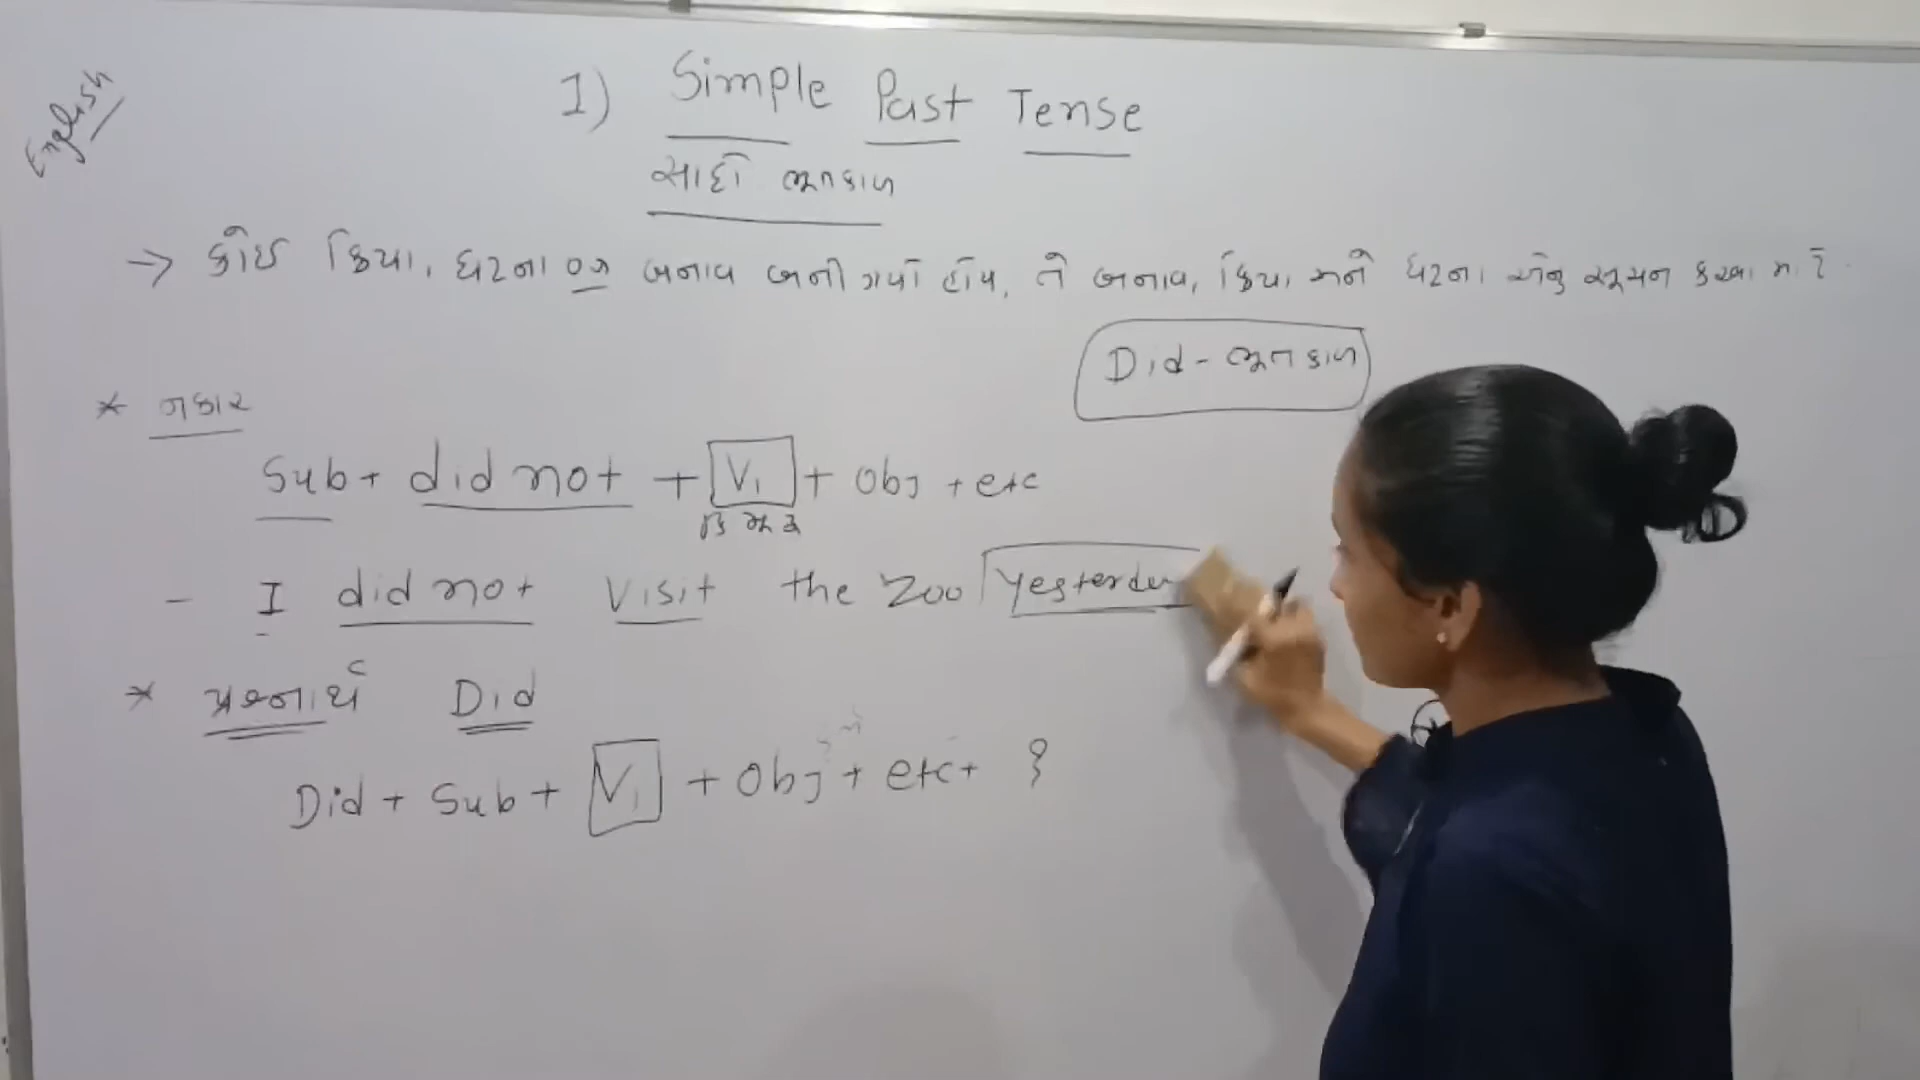 English
1) Simple Past Tense
સાદો ભૂતકાળ
→ કોઈ ક્રિયા, ઘટના બનાવ બની ગયો હોય, તે બનાવ, ક્રિયા અને ઘટના એનુ સૂચન કરવા માટે.
Did - ભૂતકાળ
* નકાર
Sub + did not + V1 + Obj + etc
- I did not Visit the Zoo
* પ્રશ્નાર્થ Did
Did + Sub + V1 + Obj + etc + ?